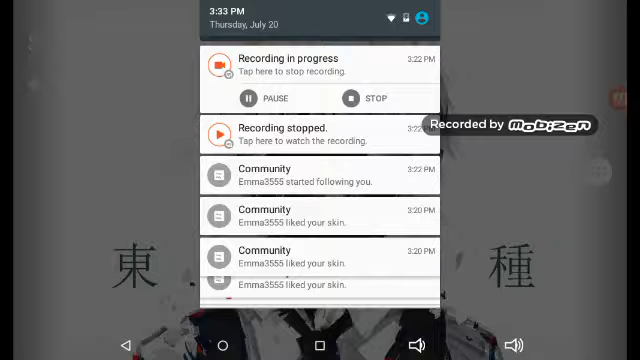 3:33 PM
Thursday, July 20
Recording in progress 3:22 PM
Tap here to stop recording.
PAUSE STOP
Recording stopped. 3:22
Tap here to watch the recording.
Recorded by mobizen
Community 3:22 PM
Emma3555 started following you.
Community 3:20 PM
Emma3555 liked your skin.
Community 3:20 PM
Emma3555 liked your skin.
Emma3555 liked your skin.
東 種